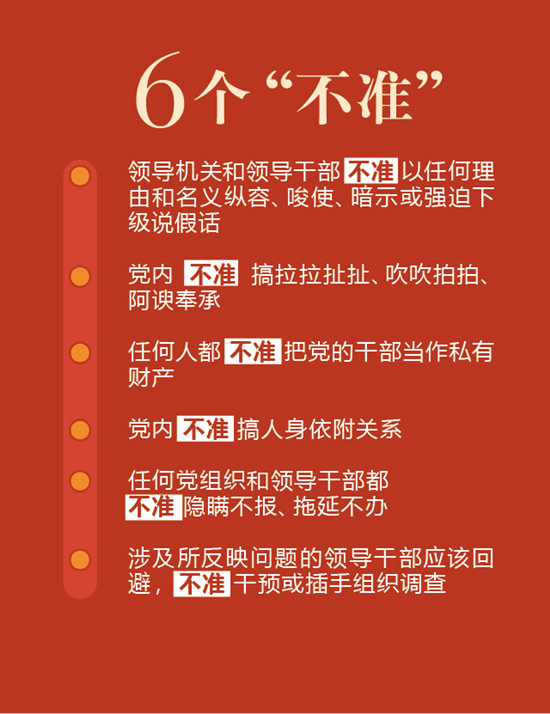 6个“不准”
领导机关和领导干部 不准 以任何理
由和名义纵容、唆使、暗示或强迫下
级说假话
党内 不准 搞拉拉扯扯、吹吹拍拍、
阿谀奉承
任何人都 不准 把党的干部当作私有
财产
党内 不准 搞人身依附关系
任何党组织和领导干部都
不准 隐瞒不报、拖延不办
涉及所反映问题的领导干部应该回
避，不准 干预或插手组织调查